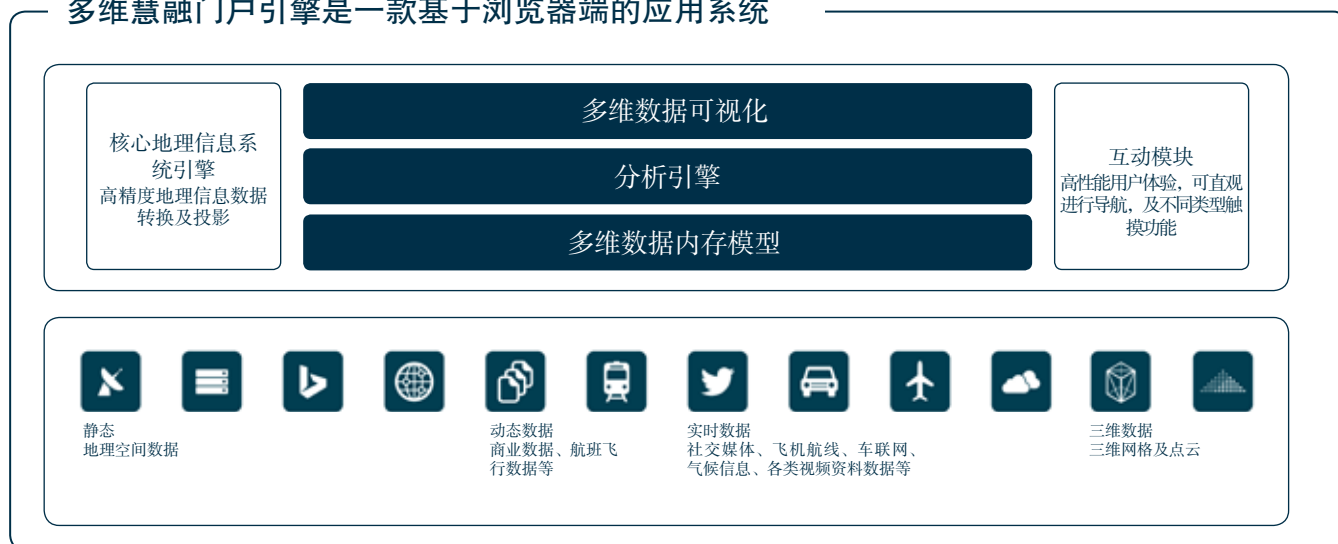 多维慧融门户引擎是一款基于浏览器端的应用系统
核心地理信息系
统引擎
高精度地理信息数据
转换及投影
多维数据可视化
分析引擎
多维数据内存模型
互动模块
高性能用户体验，可直观
进行导航，及不同类型触
摸功能
静态
地理空间数据
动态数据
商业数据、航班飞
行数据等
实时数据
社交媒体、飞机航线、车联网、
气候信息、各类视频资料数据等
三维数据
三维网格及点云